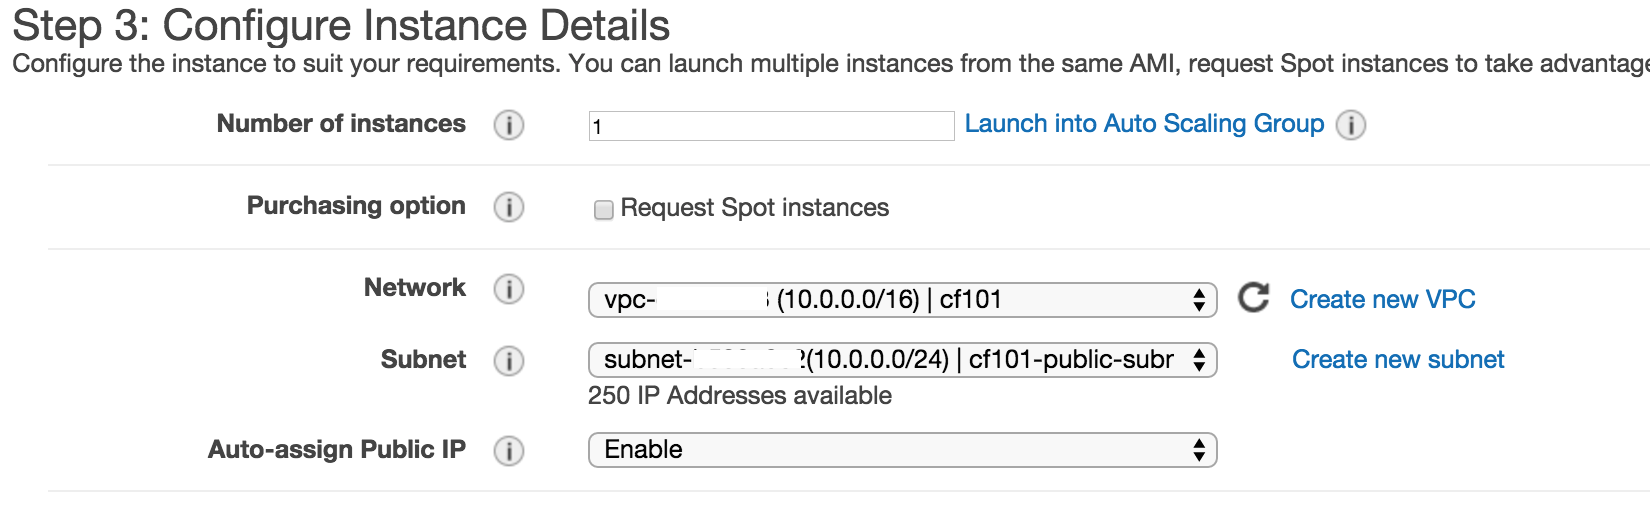 Step 3: Configure Instance Details
Configure the instance to suit your requirements. You can launch multiple instances from the same AMI, request Spot instances to take advantage
Number of instances 1 Launch into Auto Scaling Group
Purchasing option Request Spot instances
Network vpc- (10.0.0.0/16) | cf101 Create new VPC
Subnet subnet- (10.0.0.0/24) | cf101-public-subr Create new subnet
250 IP Addresses available
Auto-assign Public IP Enable